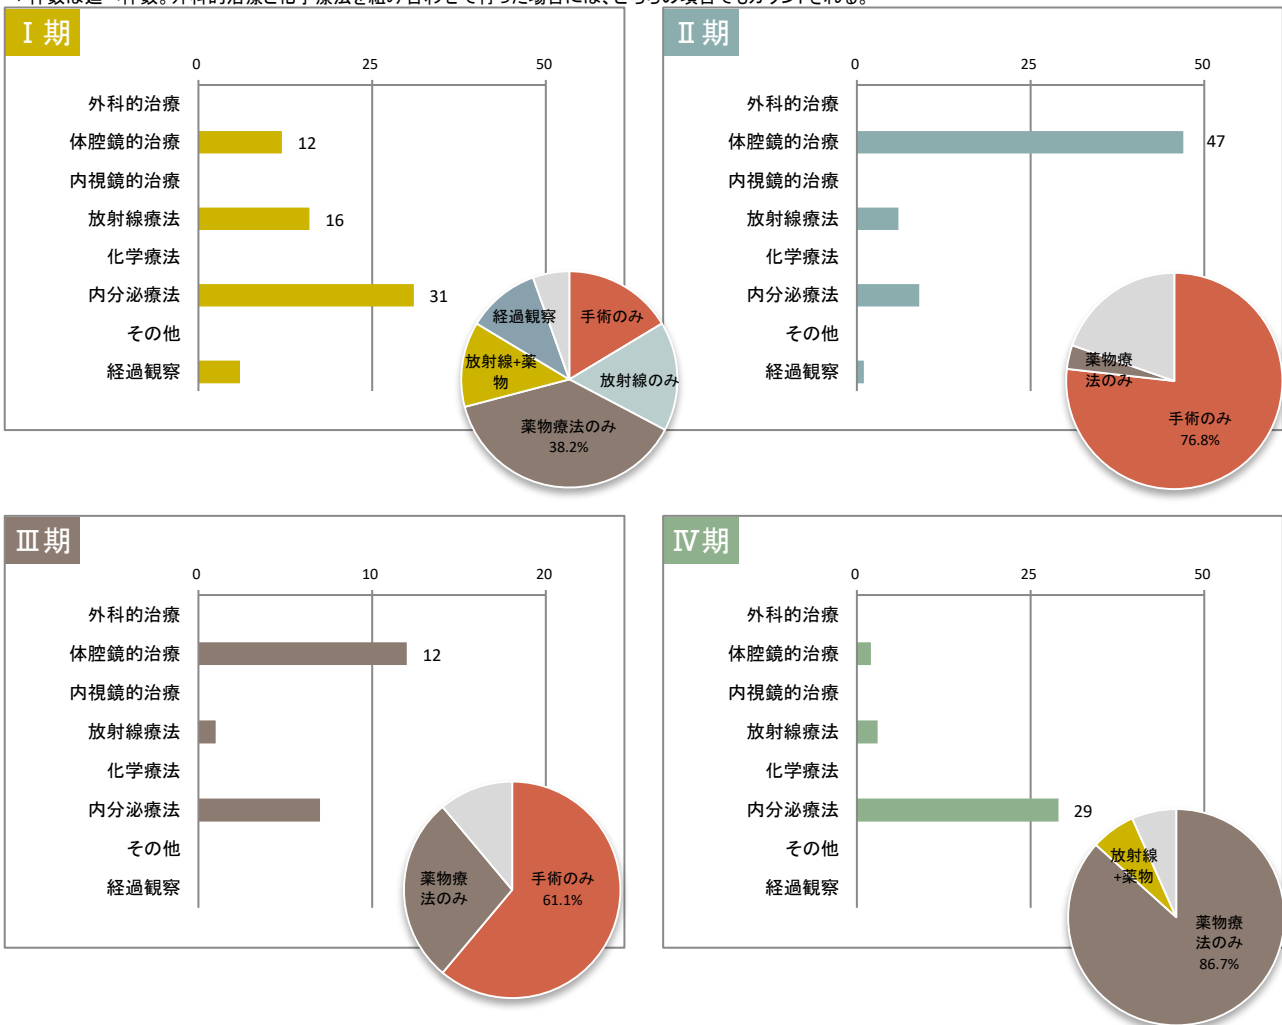 Ⅰ期
0 25 50
外科的治療
体腔鏡的治療 12
内視鏡的治療
放射線療法 16
化学療法
内分泌療法 31
その他
経過観察
経過観察
手術のみ
放射線+薬
物
放射線のみ
薬物療法のみ
38.2%
Ⅱ期
0 25 50
外科的治療
体腔鏡的治療 47
内視鏡的治療
放射線療法
化学療法
内分泌療法
その他
経過観察
薬物療
法のみ
手術のみ
76.8%
Ⅲ期
0 10 20
外科的治療
体腔鏡的治療 12
内視鏡的治療
放射線療法
化学療法
内分泌療法
その他
経過観察
薬物療
法のみ
手術のみ
61.1%
Ⅳ期
0 25 50
外科的治療
体腔鏡的治療
内視鏡的治療
放射線療法
化学療法
内分泌療法 29
その他
経過観察
放射線
+薬物
薬物療
法のみ
86.7%